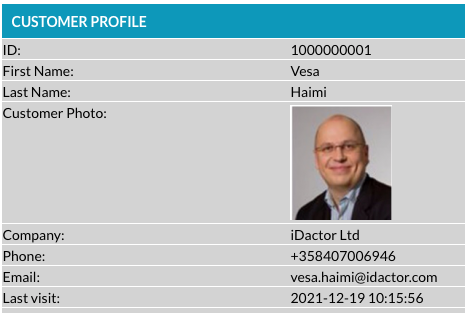 CUSTOMER PROFILE
ID: 1000000001
First Name: Vesa
Last Name: Haimi
Customer Photo:
Company: iDactor Ltd
Phone: +358407006946
Email: vesa.haimi@idactor.com
Last visit: 2021-12-19 10:15:56